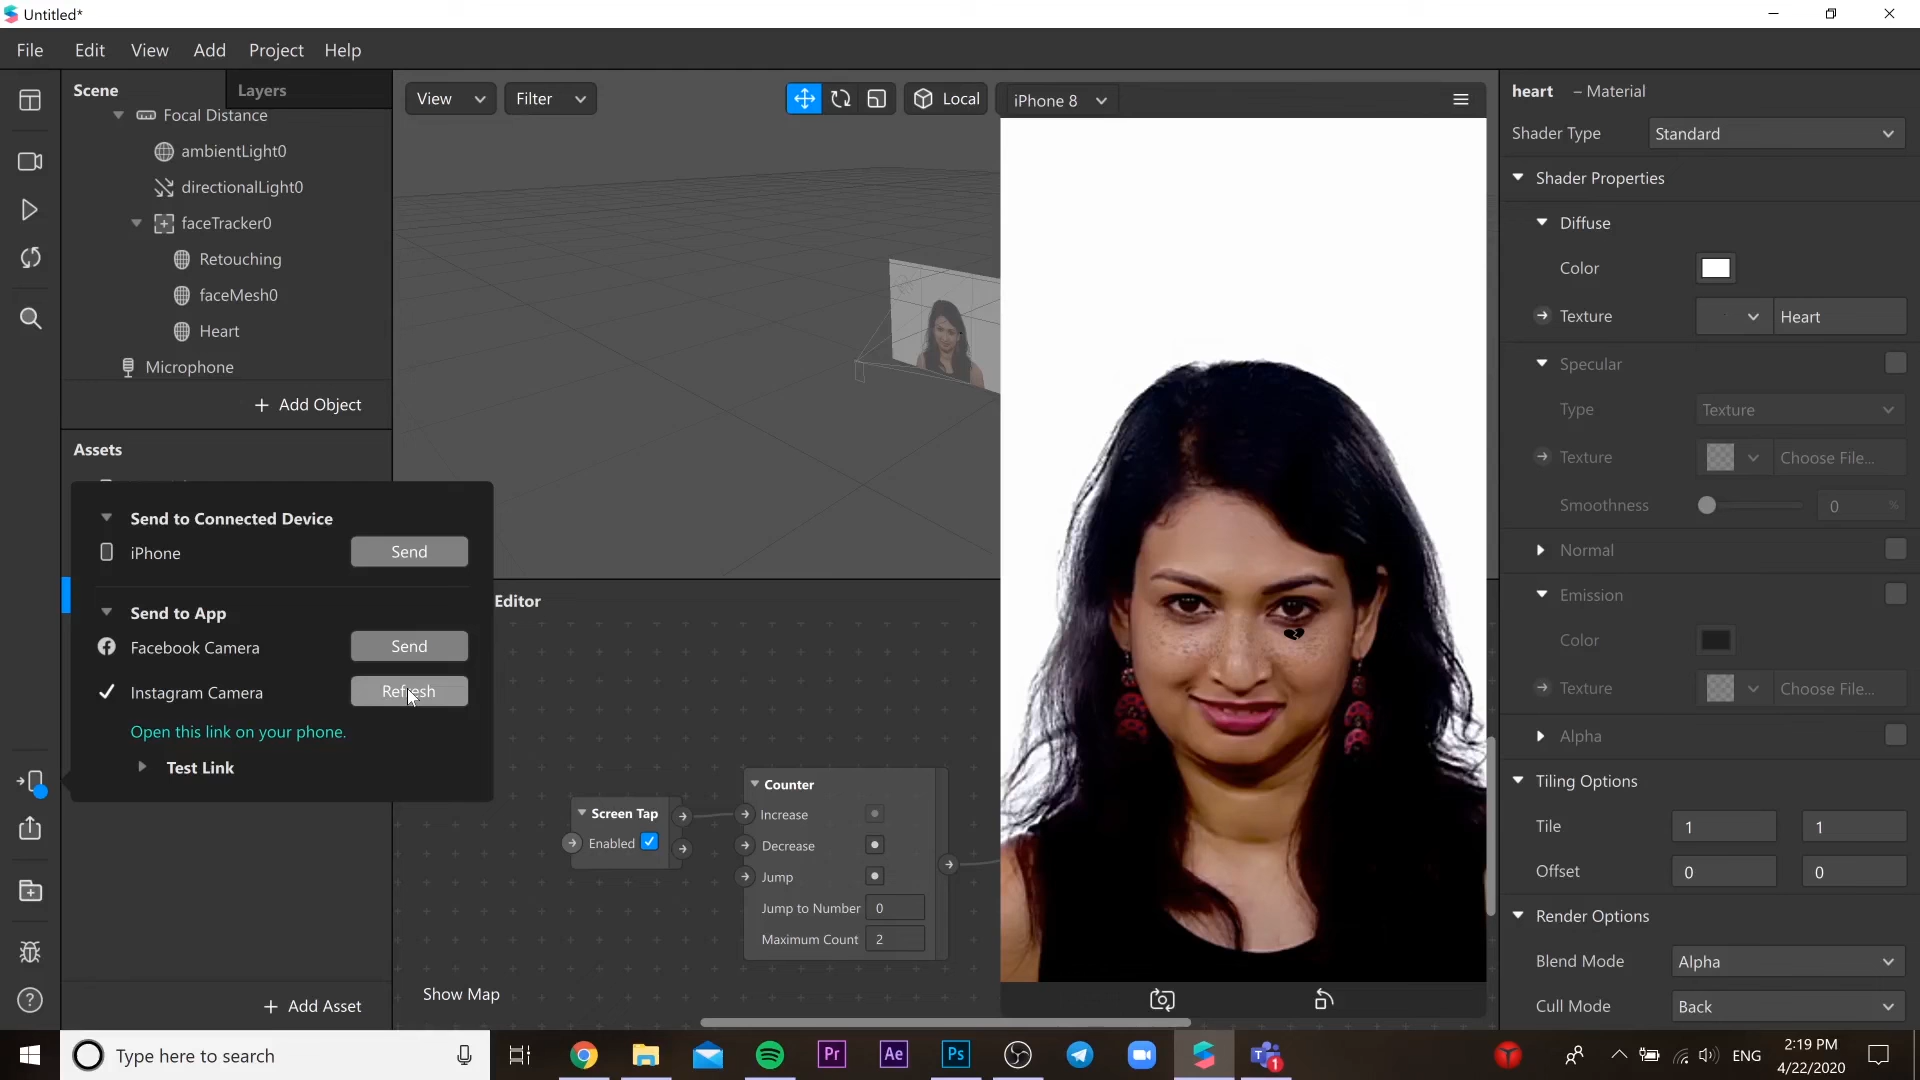 Untitled*
File Edit View Add Project Help
Scene Layers
Focal Distance
ambientLight0
directionalLight0
faceTracker0
Retouching
faceMesh0
Heart
Microphone
+ Add Object
Assets
Send to Connected Device
iPhone Send
Send to App
Facebook Camera Send
Instagram Camera Refresh
Open this link on your phone.
Test Link
+ Add Asset
View Filter Local
iPhone 8
Editor
Screen Tap
Enabled
Counter
Increase
Decrease
Jump
Jump to Number 0
Maximum Count 2
Show Map
heart – Material
Shader Type Standard
Shader Properties
Diffuse
Color
Texture Heart
Specular
Type Texture
Texture Choose File...
Smoothness 0 %
Normal
Emission
Color
Texture Choose File...
Alpha
Tiling Options
Tile 1 1
Offset 0 0
Render Options
Blend Mode Alpha
Cull Mode Back
Type here to search
Pr Ae Ps 1
ENG
2:19 PM
4/22/2020